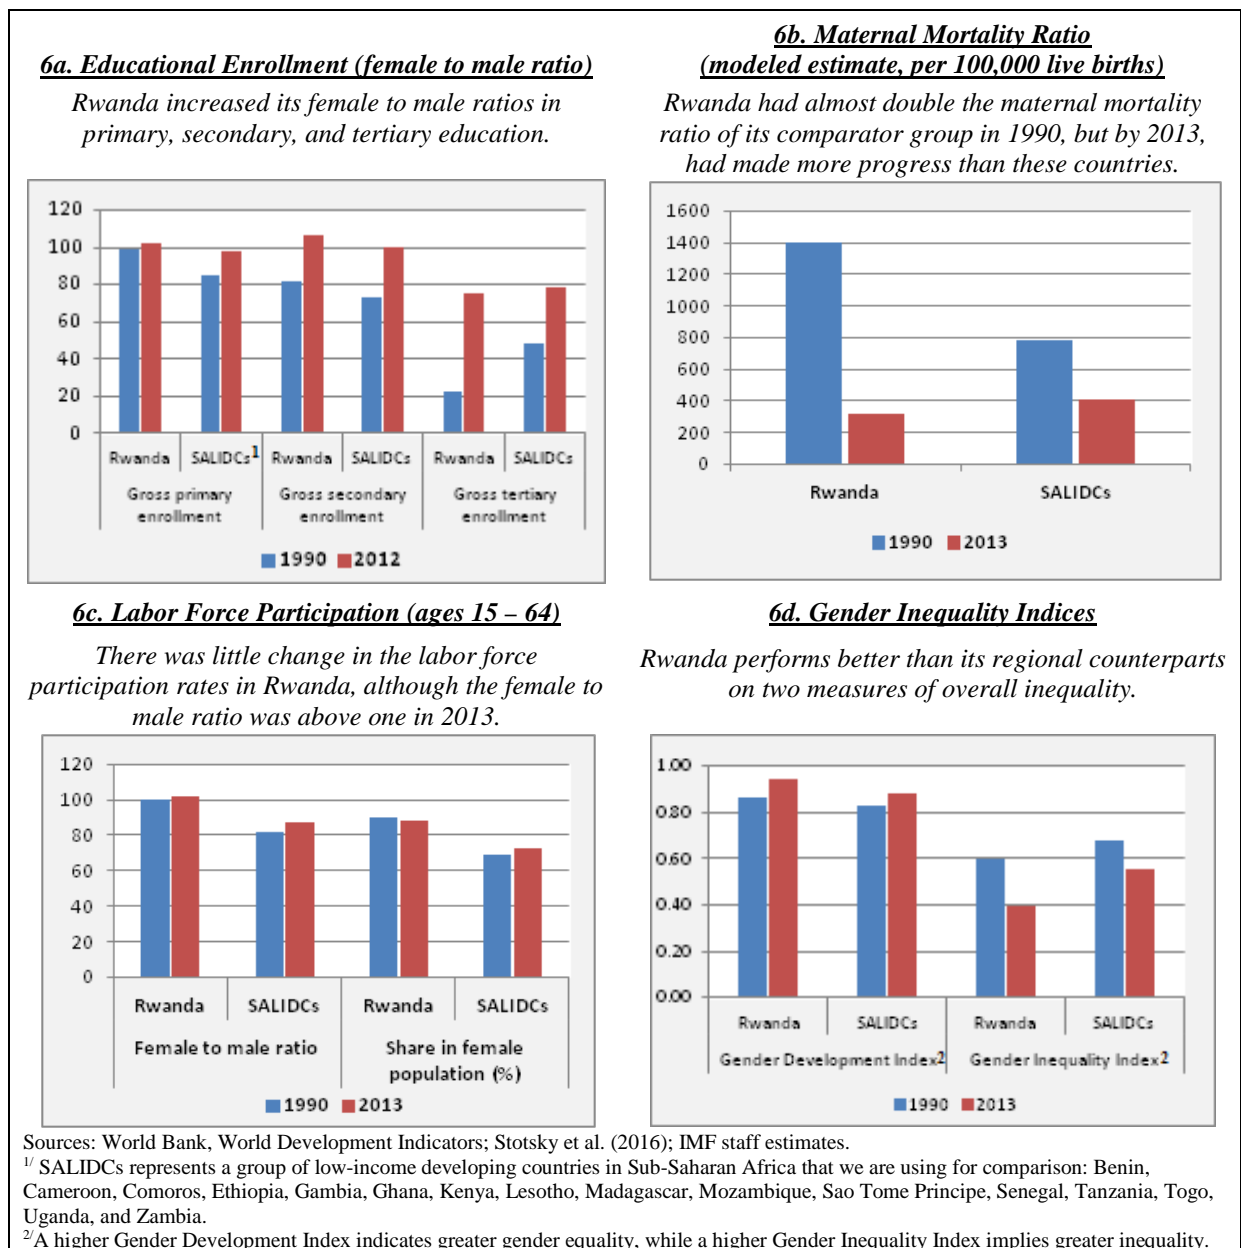 6a. Educational Enrollment (female to male ratio)
Rwanda increased its female to male ratios in
primary, secondary, and tertiary education.
120
100
80
60
40
20
0
Rwanda SALIDCs1 Rwanda SALIDCs Rwanda SALIDCs
Gross primary enrollment Gross secondary enrollment Gross tertiary enrollment
1990 2012
6b. Maternal Mortality Ratio
(modeled estimate, per 100,000 live births)
Rwanda had almost double the maternal mortality
ratio of its comparator group in 1990, but by 2013,
had made more progress than these countries.
1600
1400
1200
1000
800
600
400
200
0
Rwanda SALIDCs
1990 2013
6c. Labor Force Participation (ages 15 – 64)
There was little change in the labor force
participation rates in Rwanda, although the female to
male ratio was above one in 2013.
120
100
80
60
40
20
0
Rwanda SALIDCs Rwanda SALIDCs
Female to male ratio Share in female population (%)
1990 2013
6d. Gender Inequality Indices
Rwanda performs better than its regional counterparts
on two measures of overall inequality.
1.00
0.80
0.60
0.40
0.20
0.00
Rwanda SALIDCs Rwanda SALIDCs
Gender Development Index2 Gender Inequality Index2
1990 2013
Sources: World Bank, World Development Indicators; Stotsky et al. (2016); IMF staff estimates.
1/ SALIDCs represents a group of low-income developing countries in Sub-Saharan Africa that we are using for comparison: Benin,
Cameroon, Comoros, Ethiopia, Gambia, Ghana, Kenya, Lesotho, Madagascar, Mozambique, Sao Tome Principe, Senegal, Tanzania, Togo,
Uganda, and Zambia.
2/A higher Gender Development Index indicates greater gender equality, while a higher Gender Inequality Index implies greater inequality.